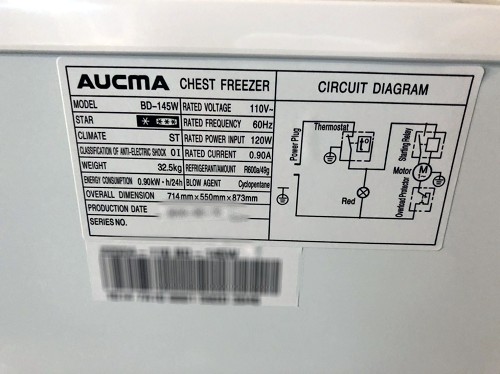 AUCMA CHEST FREEZER
CIRCUIT DIAGRAM
MODEL BD-145W RATED VOLTAGE 110V~
STAR RATED FREQUENCY 60Hz
CLIMATE ST RATED POWER INPUT 120W
CLASSIFICATION OF ANTI-ELECTRIC SHOCK 0 I RATED CURRENT 0.90A
WEIGHT 32.5kg REFRIGERANT/AMOUNT R600a/49g
ENERGY CONSUMPTION 0.90kW·h/24h BLOW AGENT Cyclopentane
OVERALL DIMENSION 714mm×550mm×873mm
PRODUCTION DATE
SERIES NO.
Power Plug
Thermostat
t°
Red
Starting Relay
Motor
M
Overload Protector